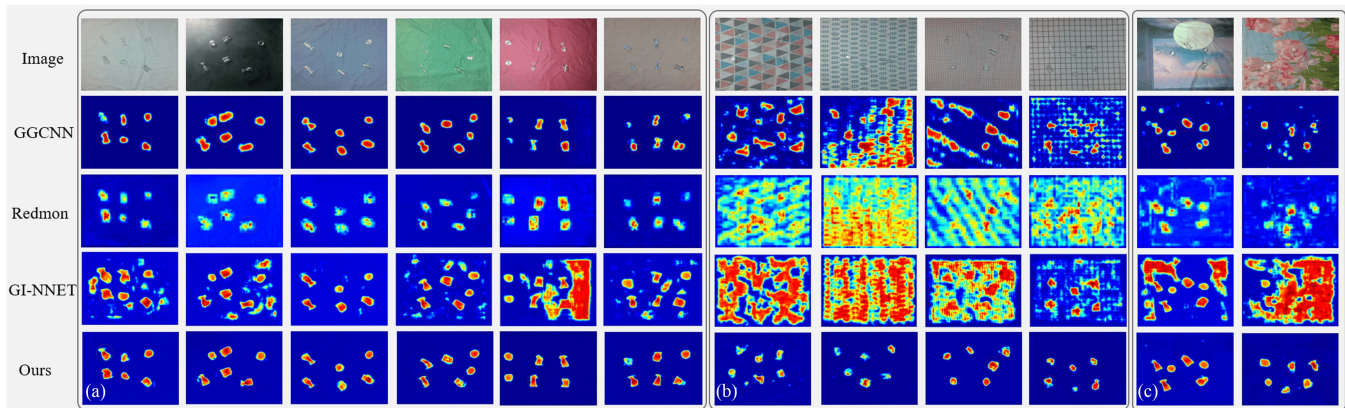 Image
GGCNN
Redmon
GI-NNET
Ours
(a)
(b)
(c)